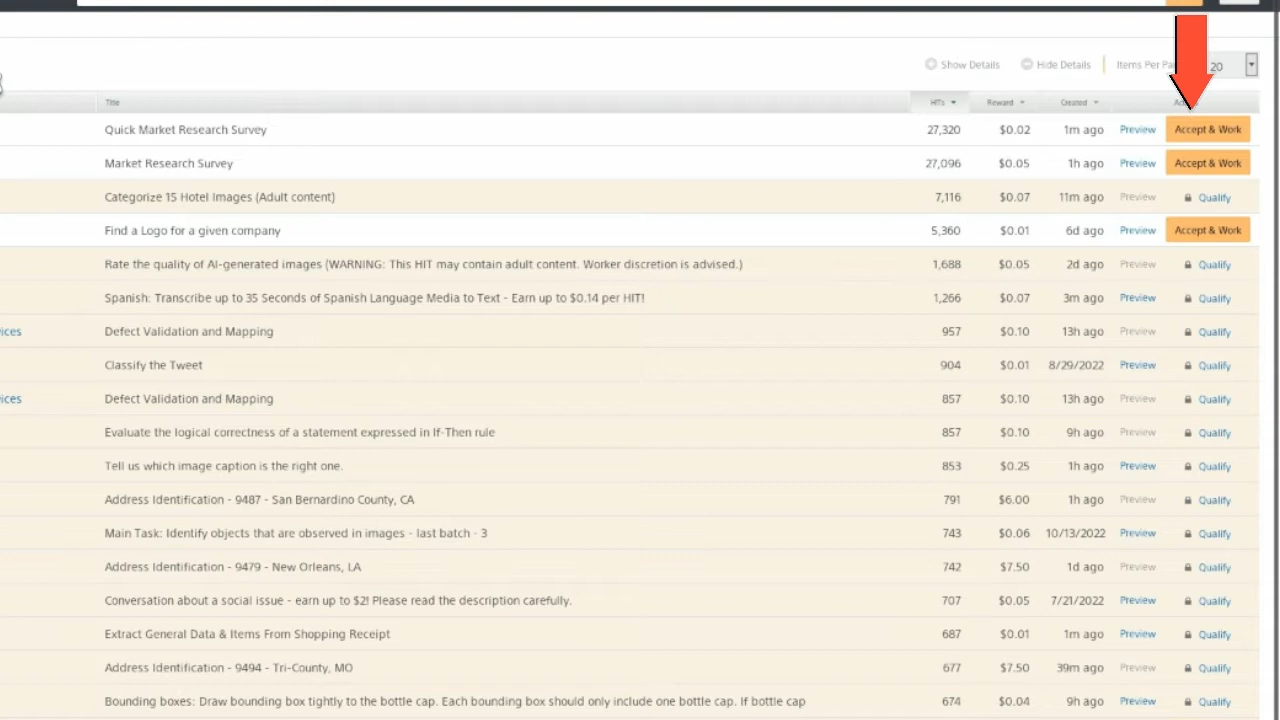 Show Details Hide Details Items Per Pa 20
Title HITs Reward Created
Quick Market Research Survey 27,320 $0.02 1m ago Preview Accept & Work
Market Research Survey 27,096 $0.05 1h ago Preview Accept & Work
Categorize 15 Hotel Images (Adult content) 7,116 $0.07 11m ago Preview Qualify
Find a Logo for a given company 5,360 $0.01 6d ago Preview Accept & Work
Rate the quality of AI-generated images (WARNING: This HIT may contain adult content. Worker discretion is advised.) 1,688 $0.05 2d ago Preview Qualify
Spanish: Transcribe up to 35 Seconds of Spanish Language Media to Text - Earn up to $0.14 per HIT! 1,266 $0.07 3m ago Preview Qualify
ices Defect Validation and Mapping 957 $0.10 13h ago Preview Qualify
Classify the Tweet 904 $0.01 8/29/2022 Preview Qualify
ices Defect Validation and Mapping 857 $0.10 13h ago Preview Qualify
Evaluate the logical correctness of a statement expressed in If-Then rule 857 $0.10 9h ago Preview Qualify
Tell us which image caption is the right one. 853 $0.25 1h ago Preview Qualify
Address Identification - 9487 - San Bernardino County, CA 791 $6.00 1h ago Preview Qualify
Main Task: Identify objects that are observed in images - last batch - 3 743 $0.06 10/13/2022 Preview Qualify
Address Identification - 9479 - New Orleans, LA 742 $7.50 1d ago Preview Qualify
Conversation about a social issue - earn up to $2! Please read the description carefully. 707 $0.05 7/21/2022 Preview Qualify
Extract General Data & Items From Shopping Receipt 687 $0.01 1m ago Preview Qualify
Address Identification - 9494 - Tri-County, MO 677 $7.50 39m ago Preview Qualify
Bounding boxes: Draw bounding box tightly to the bottle cap. Each bounding box should only include one bottle cap. If bottle cap 674 $0.04 9h ago Preview Qualify